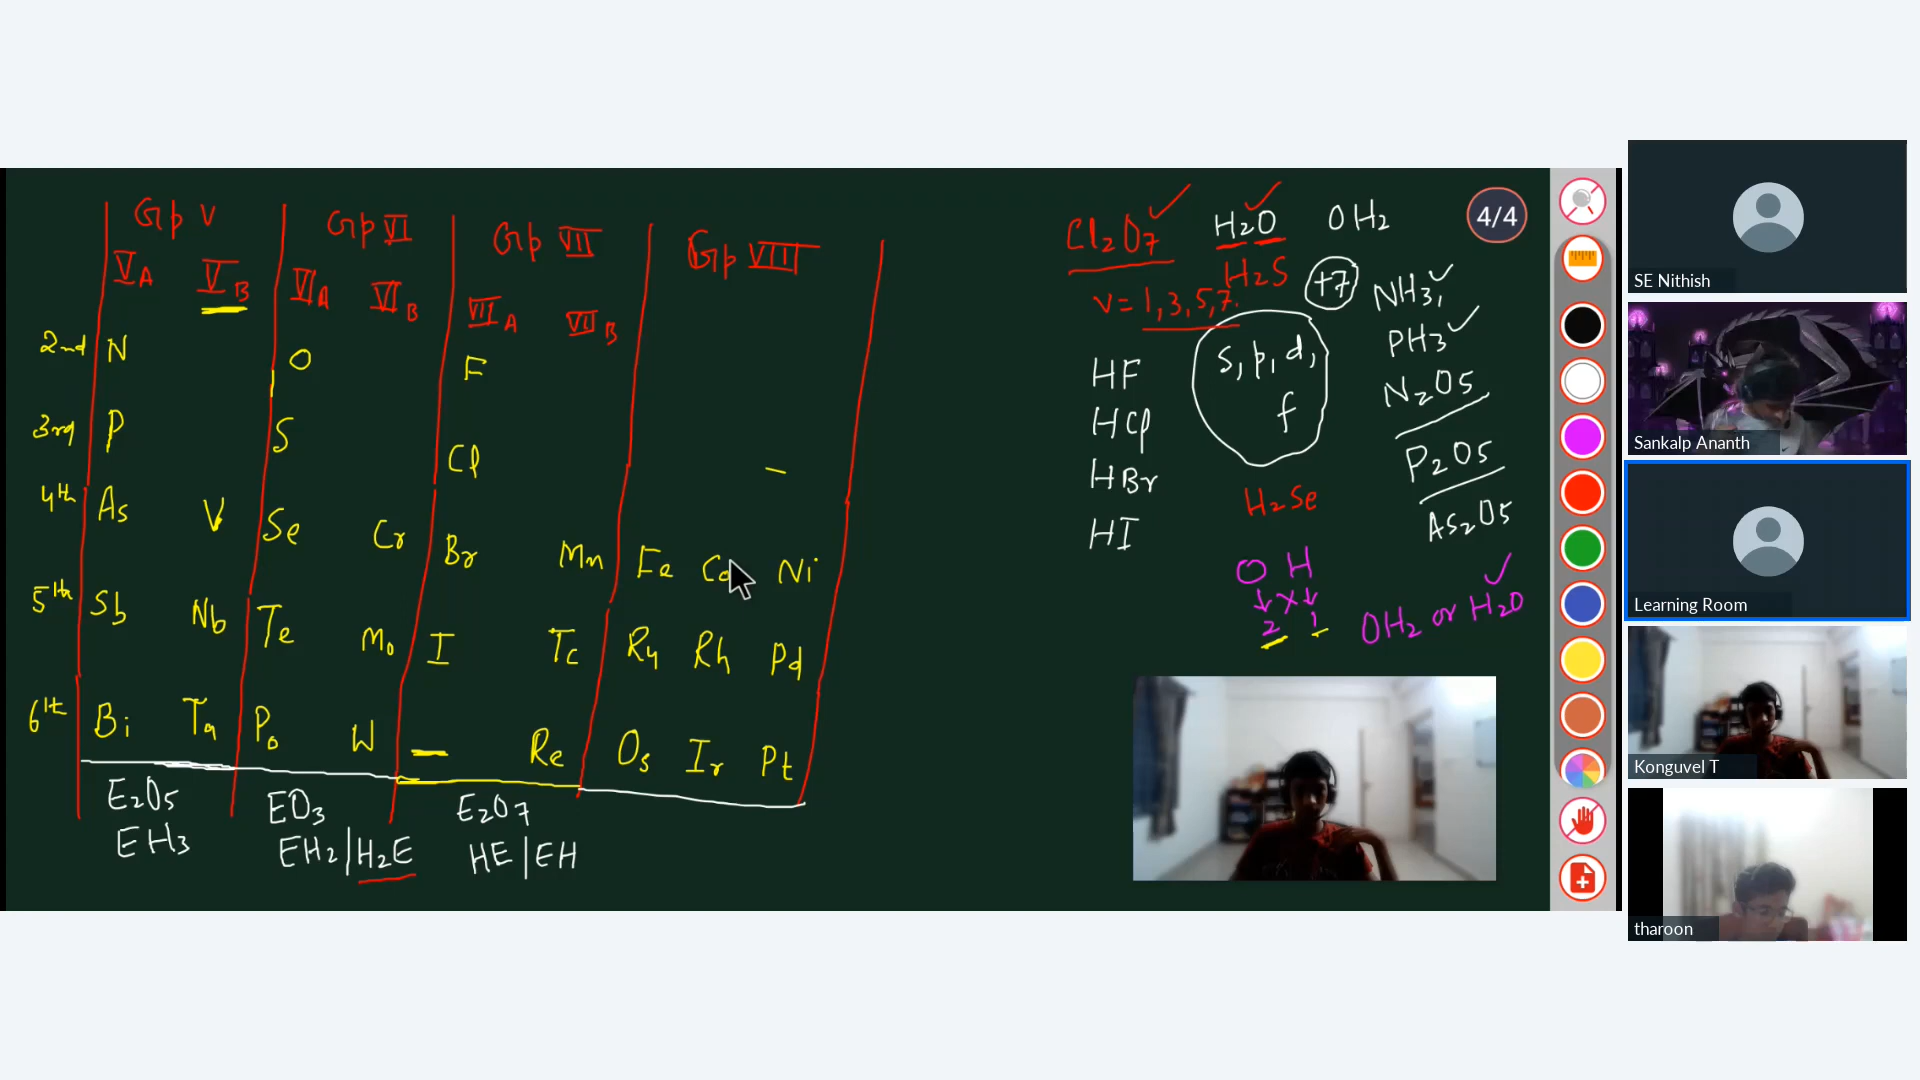 Gp V Gp VI Gp VII Gp VIII
VA VB VIA VIB VIIA VIIB
2nd N O F
3rd P S Cl –
4th As V Se Cr Br Mn Fe Co Ni
5th Sb Nb Te Mo I Tc Ru Rh Pd
6th Bi Ta Po W — Re Os Ir Pt
E2O5 EO3 E2O7
EH3 EH2/H2E HE/EH
Cl2O7 ✓ H2O ✓ OH2
H2S
v = 1, 3, 5, 7.
+7
NH3, ✓
PH3 ✓
N2O5
P2O5
As2O5
s, p, d,
f
HF
HCl
HBr
HI
H2Se
O H
↓ × ↓
2 1
OH2 or H2O ✓
4/4
SE Nithish
Sankalp Ananth
Learning Room
Konguvel T
tharoon